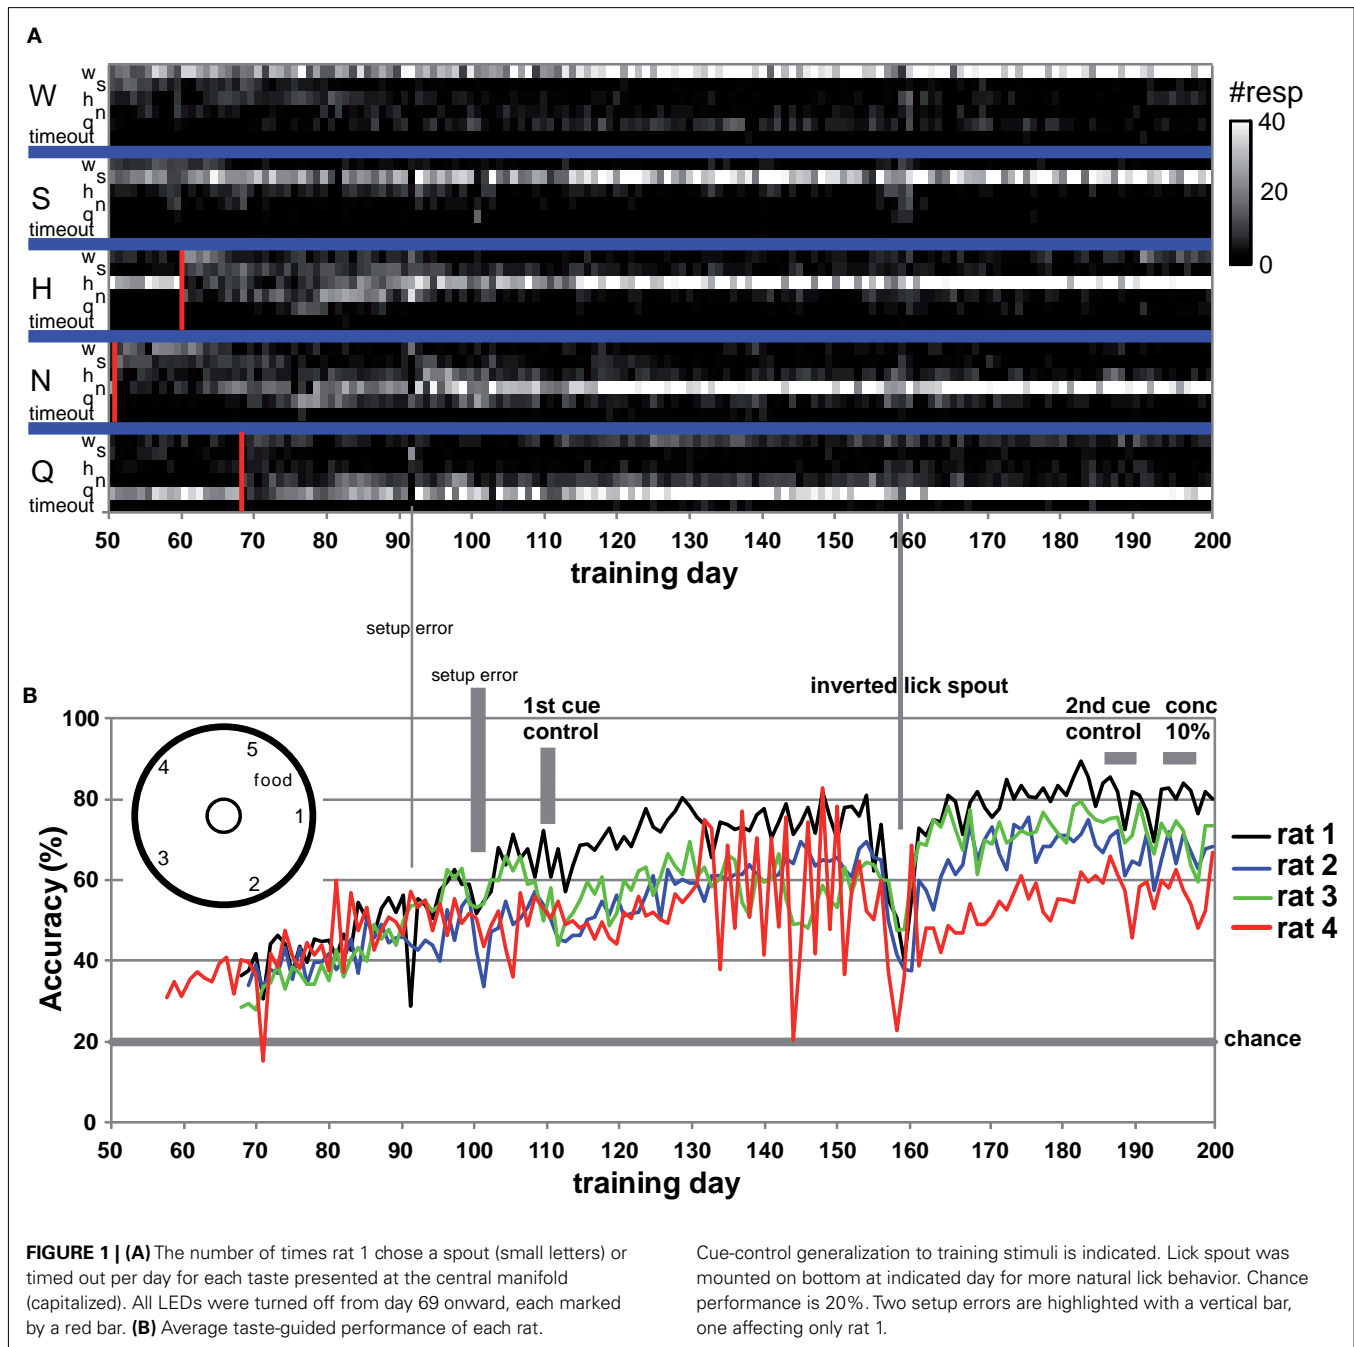 A
W
w
s
h
n
q
timeout
S
w
s
h
n
q
timeout
H
w
s
h
n
q
timeout
N
w
s
h
n
q
timeout
Q
w
s
h
n
q
timeout
#resp
40
20
0
50 60 70 80 90 100 110 120 130 140 150 160 170 180 190 200
training day
setup error
setup error
inverted lick spout
B
1st cue
control
2nd cue
control
conc
10%
100
80
60
40
20
0
Accuracy (%)
5
4
food
1
3
2
rat 1
rat 2
rat 3
rat 4
chance
50 60 70 80 90 100 110 120 130 140 150 160 170 180 190 200
training day
FIGURE 1 | (A) The number of times rat 1 chose a spout (small letters) or
timed out per day for each taste presented at the central manifold
(capitalized). All LEDs were turned off from day 69 onward, each marked
by a red bar. (B) Average taste-guided performance of each rat.
Cue-control generalization to training stimuli is indicated. Lick spout was
mounted on bottom at indicated day for more natural lick behavior. Chance
performance is 20%. Two setup errors are highlighted with a vertical bar,
one affecting only rat 1.